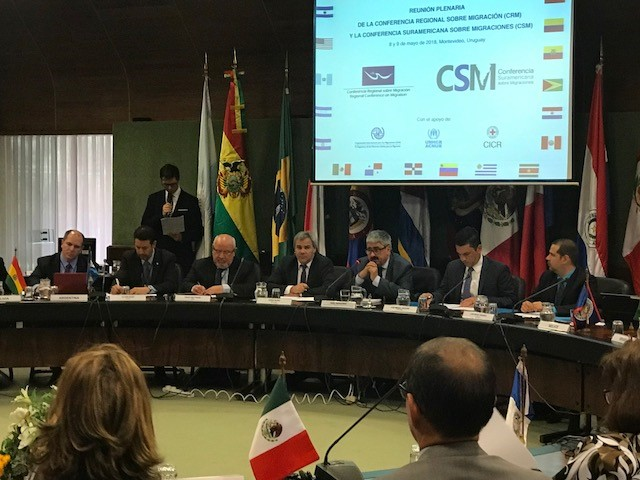 REUNIÓN PLENARIA
DE LA CONFERENCIA REGIONAL SOBRE MIGRACIÓN (CRM)
Y LA CONFERENCIA SURAMERICANA SOBRE MIGRACIONES (CSM)
8 y 9 de mayo de 2018, Montevideo, Uruguay
Conferencia Regional sobre Migración
Regional Conference on Migration
CSM Conferencia
Suramericana
sobre Migraciones
Con el apoyo de:
CICR